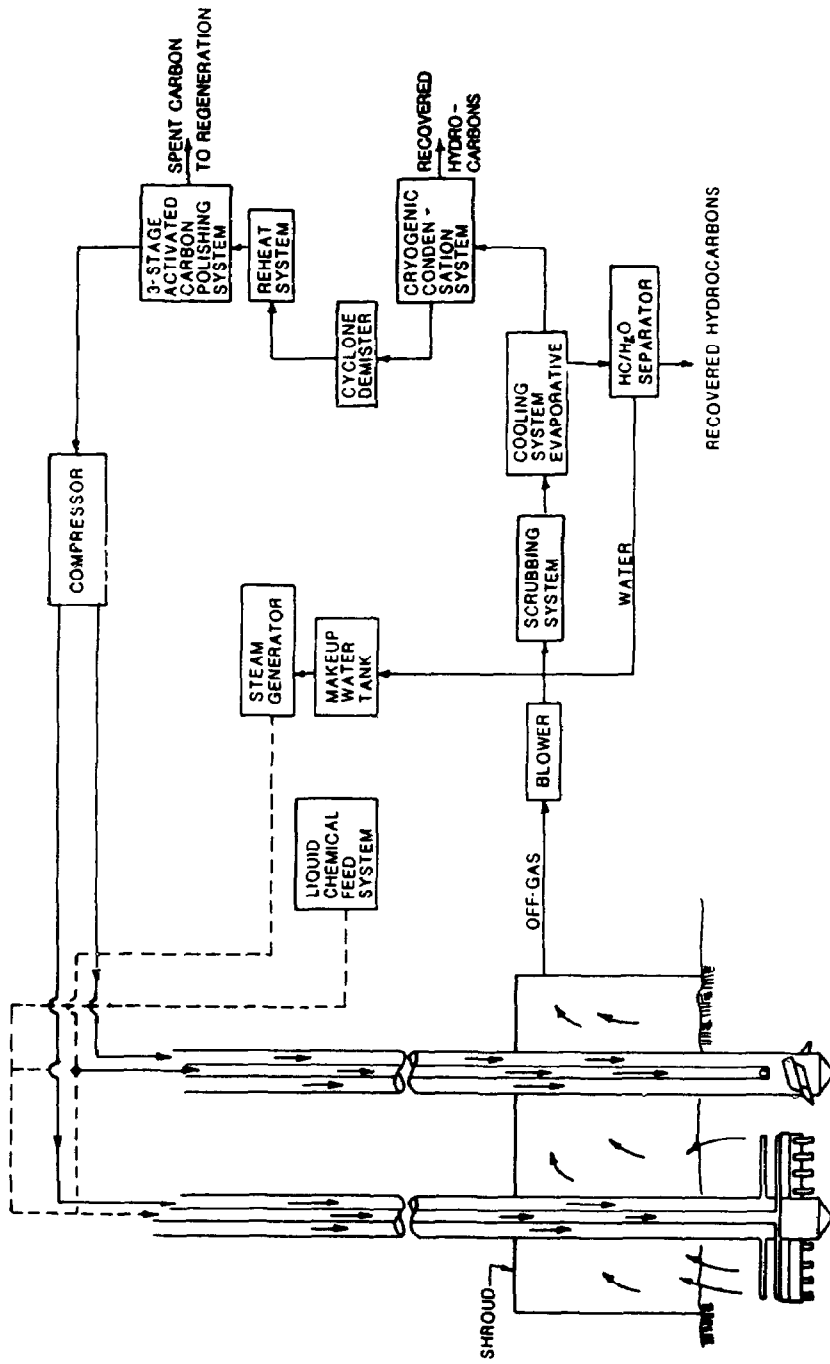 SPENT CARBON
TO REGENERATION
3-STAGE
ACTIVATED
CARBON
POLISHING
SYSTEM
REHEAT
SYSTEM
CYCLONE
DEMISTER
RECOVERED
HYDRO-
CARBONS
CRYOGENIC
CONDEN-
SATION
SYSTEM
COMPRESSOR
STEAM
GENERATOR
MAKEUP
WATER
TANK
LIQUID
CHEMICAL
FEED
SYSTEM
COOLING
SYSTEM
EVAPORATIVE
HC/H2O
SEPARATOR
RECOVERED HYDROCARBONS
SCRUBBING
SYSTEM
WATER
BLOWER
OFF-GAS
SHROUD